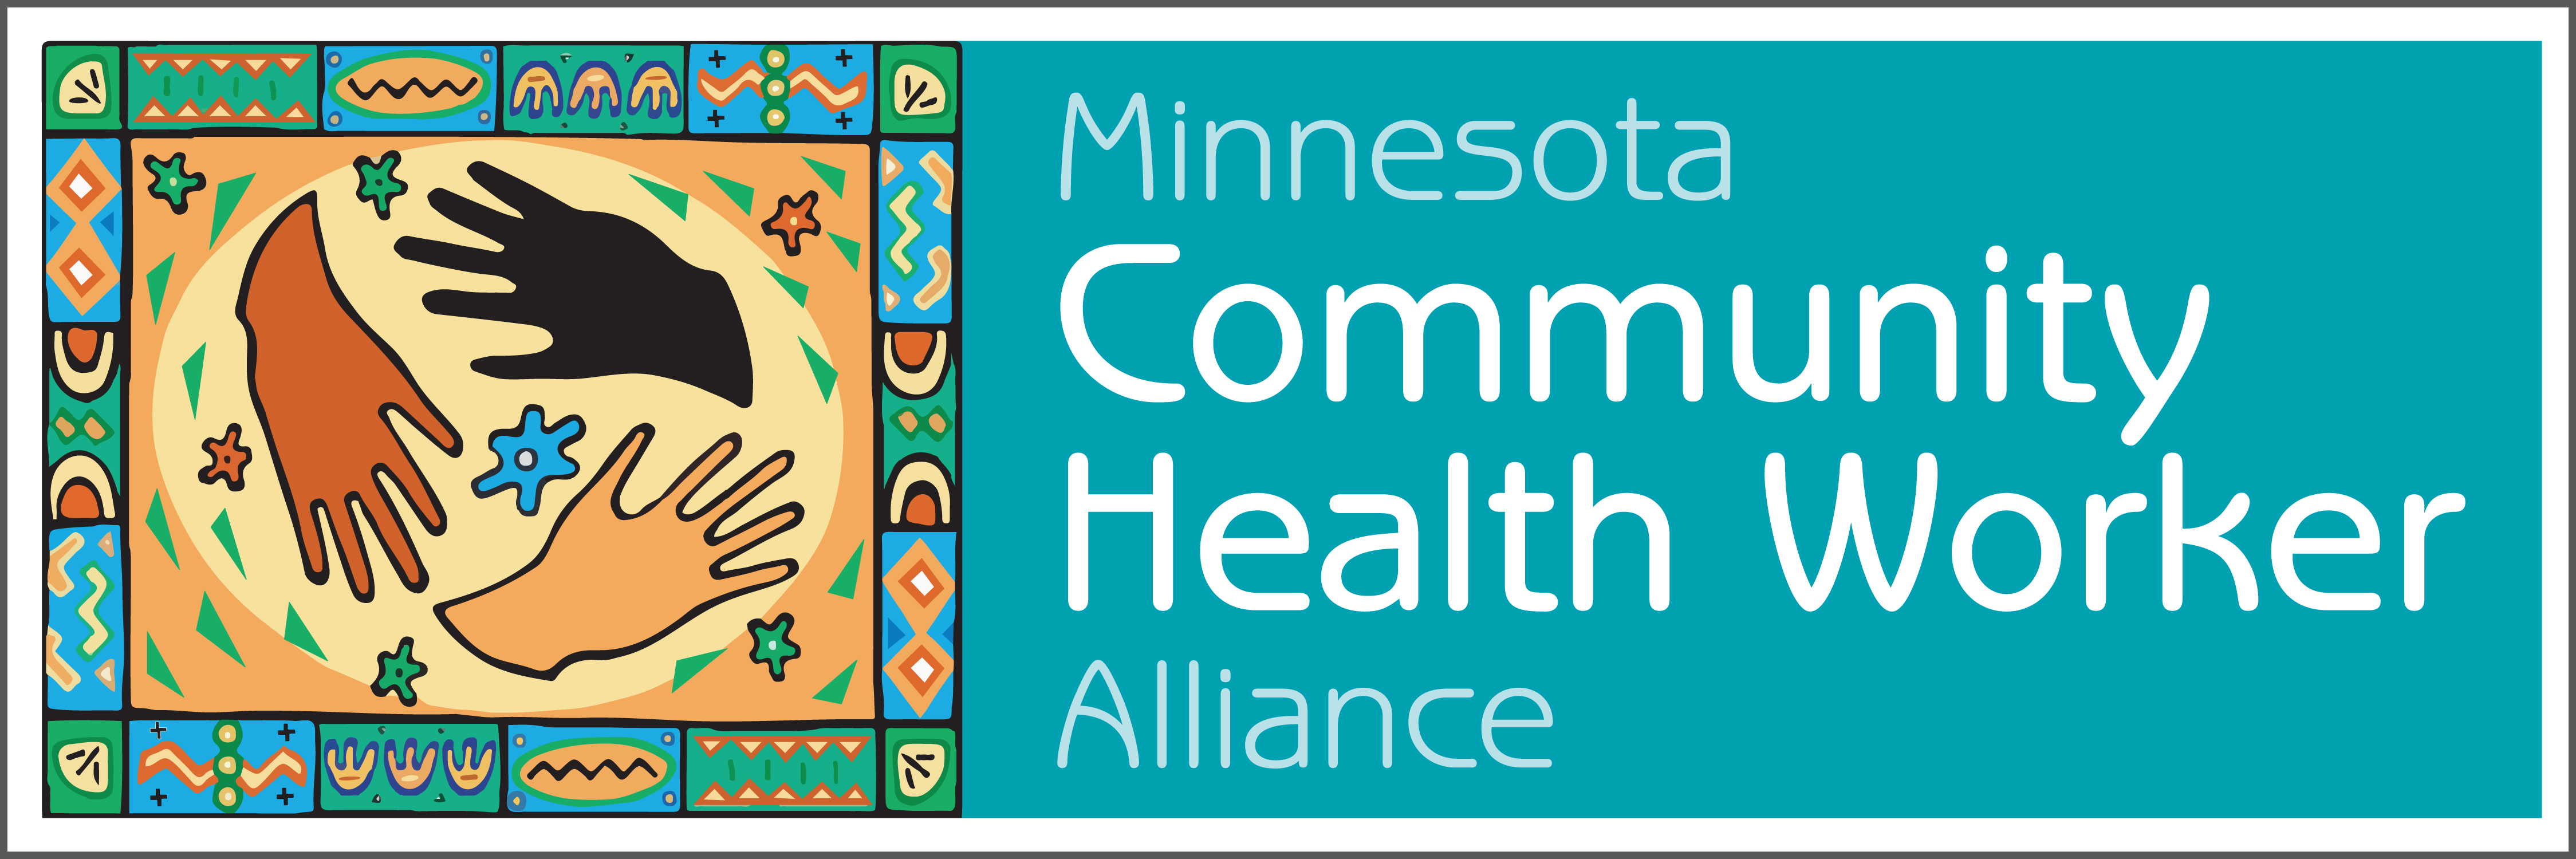 Minnesota
Community
Health Worker
Alliance